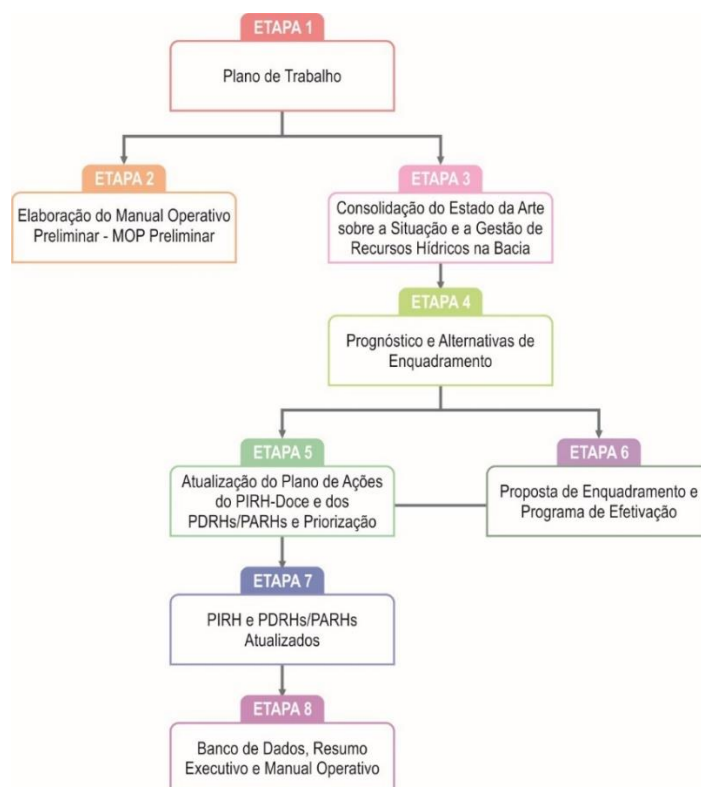 ETAPA 1
Plano de Trabalho
ETAPA 2
Elaboração do Manual Operativo
Preliminar - MOP Preliminar
ETAPA 3
Consolidação do Estado da Arte
sobre a Situação e a Gestão de
Recursos Hídricos na Bacia
ETAPA 4
Prognóstico e Alternativas de
Enquadramento
ETAPA 5
Atualização do Plano de Ações
do PIRH-Doce e dos
PDRHs/PARHs e Priorização
ETAPA 6
Proposta de Enquadramento e
Programa de Efetivação
ETAPA 7
PIRH e PDRHs/PARHs
Atualizados
ETAPA 8
Banco de Dados, Resumo
Executivo e Manual Operativo